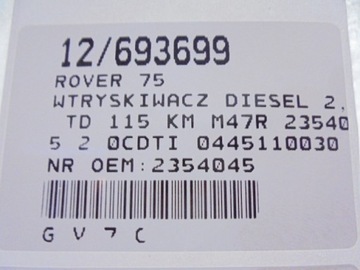 12/693699
ROVER 75
WTRYSKIWACZ DIESEL 2.
TD 115 KM M47R 23540
5 2 0CDTI 0445110030
NR OEM:2354045
G V 7 C